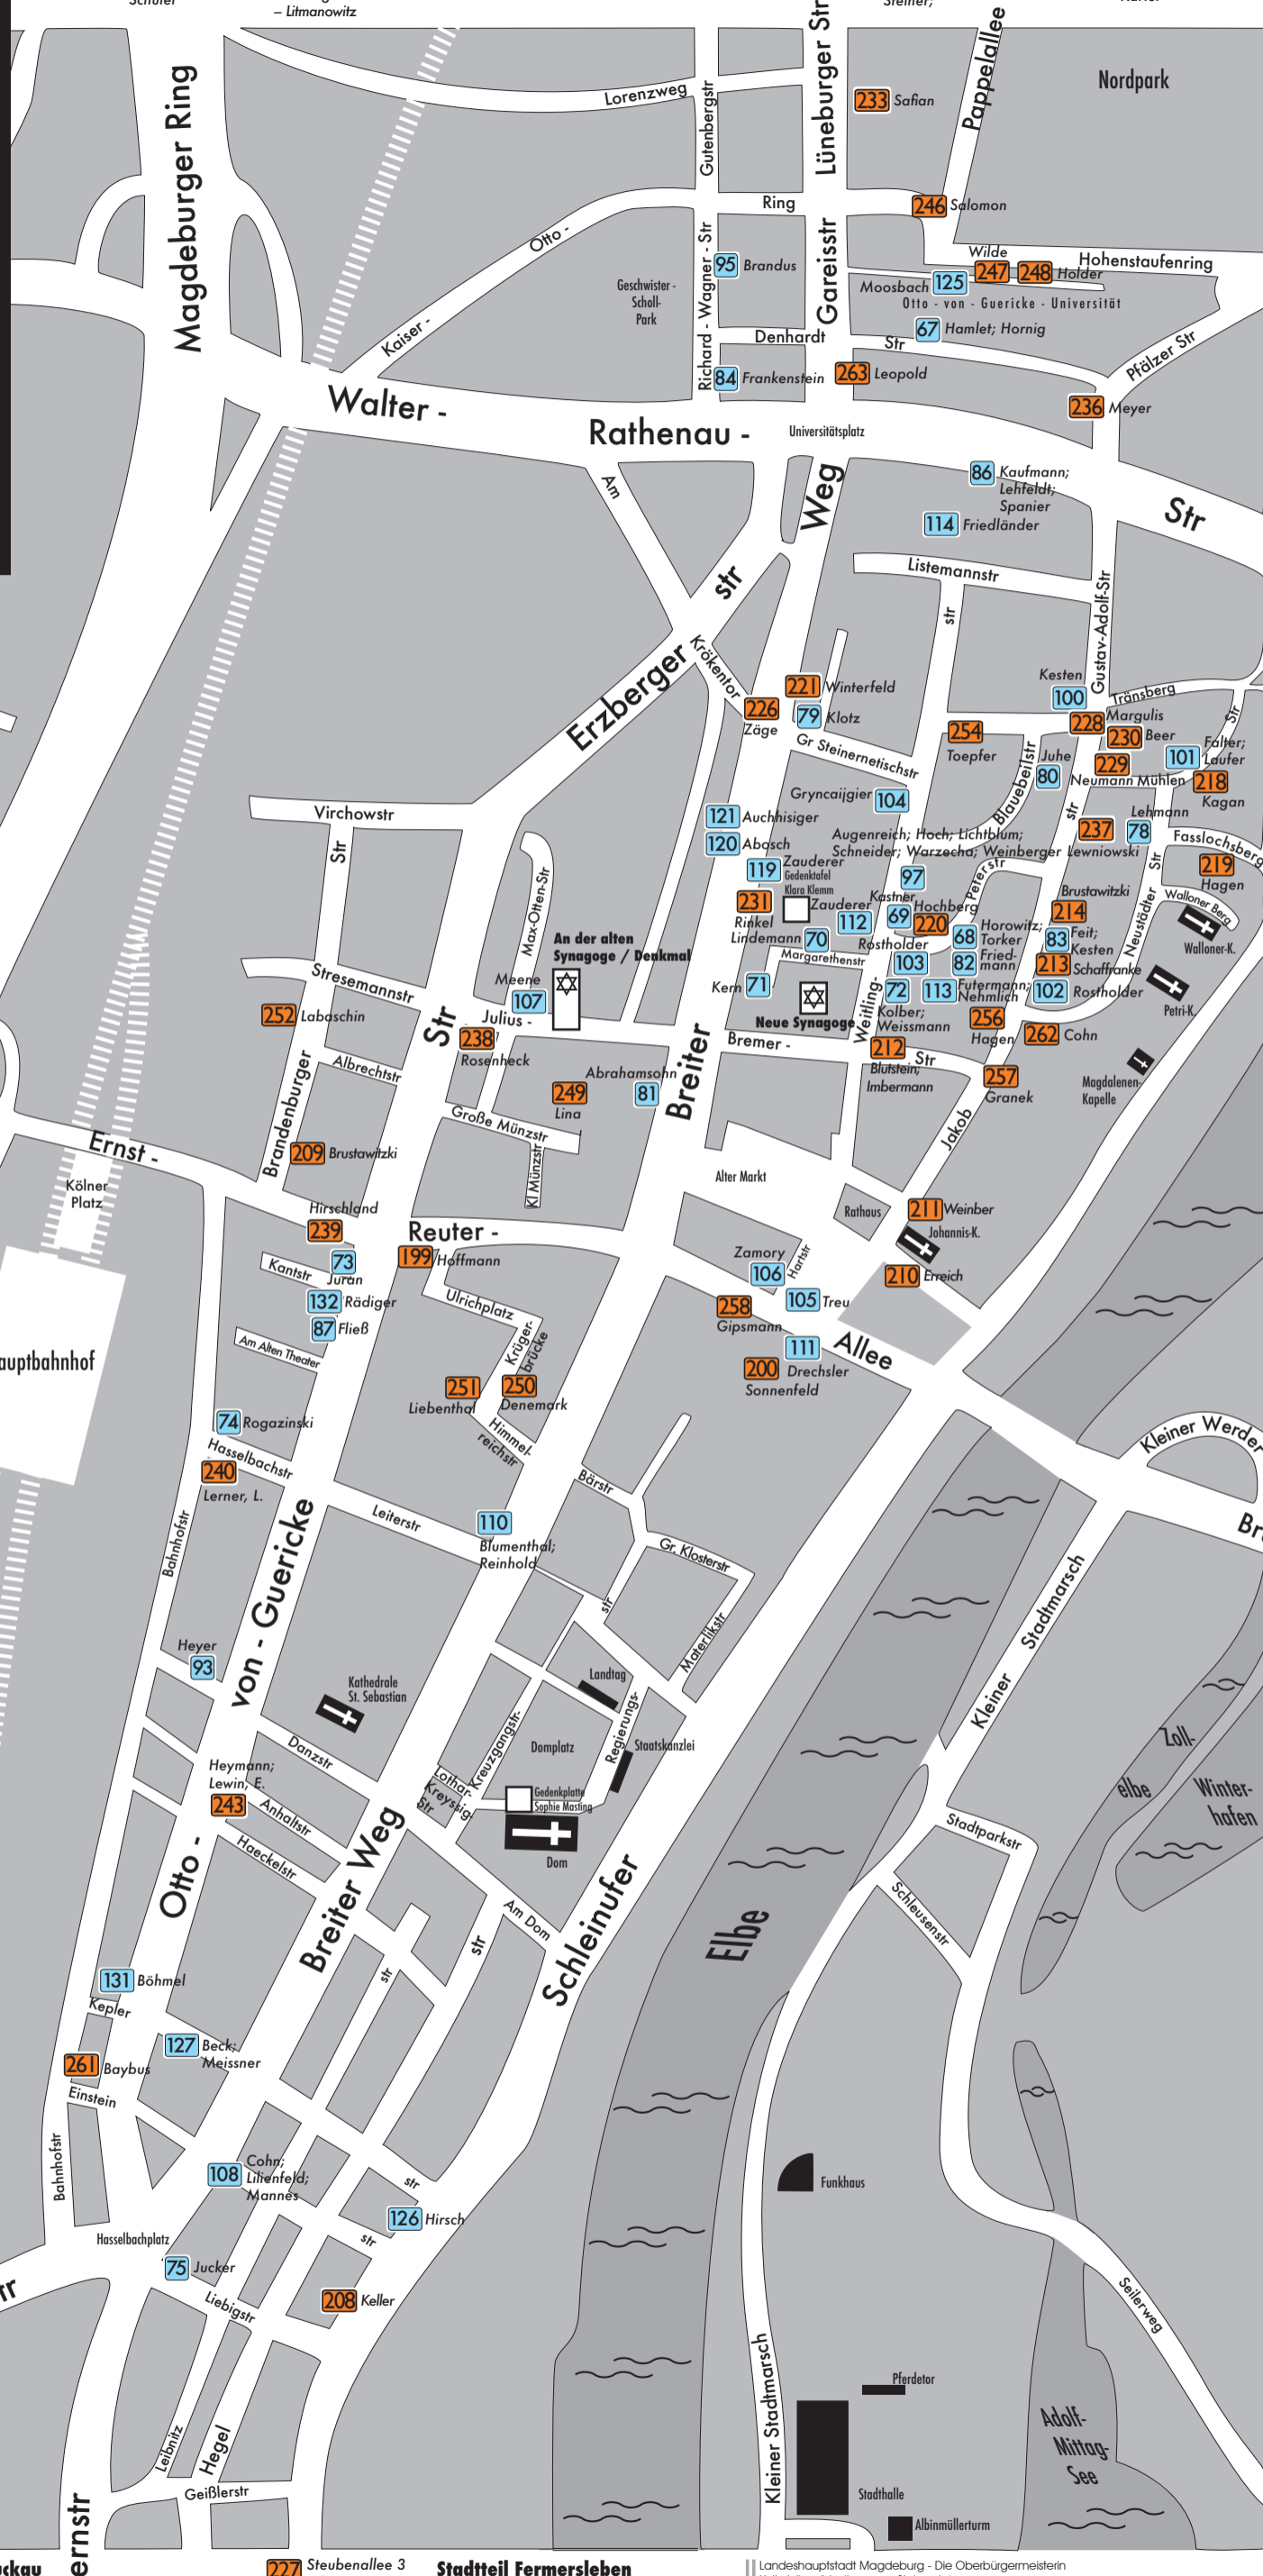 – Litmanowitz
Steiner;
Magdeburger Ring
Lorenzweg
Gutenbergstr
Lüneburger Str
233 Safian
Pappelallee
Nordpark
Ring
246 Salomon
Otto -
Kaiser -
Geschwister -
Scholl-
Park
Richard - Wagner - Str
95 Brandus
Gareisstr
Wilde
247 248 Holder
Hohenstaufenring
Moosbach 125
Otto - von - Guericke - Universität
67 Hamlet; Hornig
Denhardt
Str
Pfälzer Str
84 Frankenstein
263 Leopold
236 Meyer
Walter -
Rathenau -
Universitätsplatz
Str
Am
Weg
86 Kaufmann;
Lehfeldt;
Spanier
114 Friedländer
Listemannstr
str
str
Gustav-Adolf-Str
Erzberger
Krökentor
221 Winterfeld
226
Zäge
79 Klotz
Gr Steinernetischstr
Kesten
100
Tränsberg
228 Margulis
230 Beer
254
Toepfer
Juhe
80
229
Neumann
Mühlen
101 Falter;
Laufer
218
Kagan
Str
Blauebeilstr
Gryncaijgier 104
121 Auchhisiger
120 Abosch
Augenreich; Hoch; Lichtblum;
Schneider; Warzecha; Weinberger
str
237
Lewniowski
Lehmann
78
Fasslochsberg
219
Hagen
Str
119 Zauderer
Gedenktafel
Klara Klemm
97
Peterstr
231
Rinkel
Zauderer
112
Kastner
69
Hochberg
220
Brustawitzki
214
Walloner Berg
Walloner-K.
Neustädter
Lindemann 70
Rostholder
103
68 Horowitz;
Torker
82 Fried-
mann
83 Feit;
Kesten
213 Schaffranke
Margarethenstr
Kern 71
Neue Synagoge
72
Kolber;
Weissmann
113 Futermann;
Nehmlich
102 Rostholder
Petri-K.
Weitling-
256
Hagen
262 Cohn
Bremer -
212
Str
Blutstein;
Imbermann
257
Granek
Magdalenen-
Kapelle
Virchowstr
Str
Max-Otten-Str
An der alten
Synagoge / Denkmal
Stresemannstr
Meene
107
Julius -
252 Labaschin
Str
238
Rosenheck
Albrechtstr
Brandenburger
Abrahamsohn
81
249
Lina
Breiter
Große Münzstr
Kl Münzstr
Jakob
Ernst -
209 Brustawitzki
Kölner
Platz
Alter Markt
Rathaus
211 Weinber
Johannis-K.
Hirschland
239
Reuter -
199 Hoffmann
73
Juran
Kantstr
132 Rädiger
87 Fließ
Am Alten Theater
Ulrichplatz
Krüger-
brücke
Zamory
106
Hartstr
210 Erreich
258
Gipsmann
105 Treu
111
Drechsler
Allee
200
Sonnenfeld
auptbahnhof
251
Liebenthal
250
Denemark
Himmel-
reichstr
74 Rogazinski
Hasselbachstr
240
Lerner, L.
Kleiner Werder
Bärstr
Leiterstr
110
Blumenthal;
Reinhold
Gr. Klosterstr
Bahnhofstr
von - Guericke
str
Materlikstr
Kleiner Stadtmarsch
Heyer
93
Kathedrale
St. Sebastian
Landtag
Regierungs-
Kreuzgangstr-
Domplatz
Staatskanzlei
Zoll-
elbe
Winter-
hafen
Danzstr
Heymann;
Lewin, E.
243
Lothar-
Kreyssig-
Str
Gedenkplatte
Sophie Masting
Dom
Anhaltstr
Haeckelstr
Otto -
Breiter Weg
Stadtparkstr
Schleusenstr
Am Dom
Schleinufer
Elbe
str
str
131 Böhmel
Kepler
127 Beck;
Meissner
261 Baybus
Einstein
Bahnhofstr
108 Cohn;
Lilienfeld;
Mannes
str
126 Hirsch
Funkhaus
Hasselbachplatz
str
75 Jucker
208 Keller
Liebigstr
Seilerweg
Kleiner Stadtmarsch
Pferdetor
Adolf-
Mittag-
See
Leibnitz
Hegel
Geißlerstr
Stadthalle
Albinmüllerturm
ernstr
227 Steubenallee 3
Stadtteil Fermersleben
Landeshauptstadt Magdeburg - Die Oberbürgermeisterin